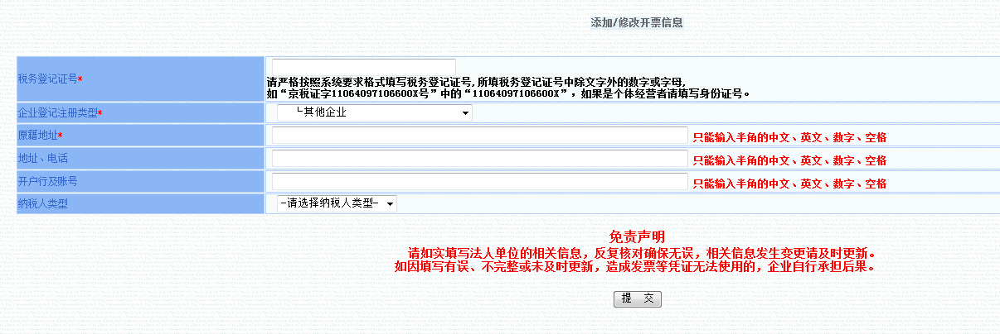 添加/修改开票信息
税务登记证号*
请严格按照系统要求格式填写税务登记证号,所填税务登记证号中除文字外的数字或字母,
如“京税证字11064097106600X号”中的“11064097106600X”,如果是个体经营者请填写身份证号。
企业登记注册类型*
┗其他企业
原籍地址*
只能输入半角的中文、英文、数字、空格
地址、电话
只能输入半角的中文、英文、数字、空格
开户行及账号
只能输入半角的中文、英文、数字、空格
纳税人类型
-请选择纳税人类型-
免责声明
请如实填写法人单位的相关信息，反复核对确保无误，相关信息发生变更请及时更新。
如因填写有误、不完整或未及时更新，造成发票等凭证无法使用的，企业自行承担后果。
提 交